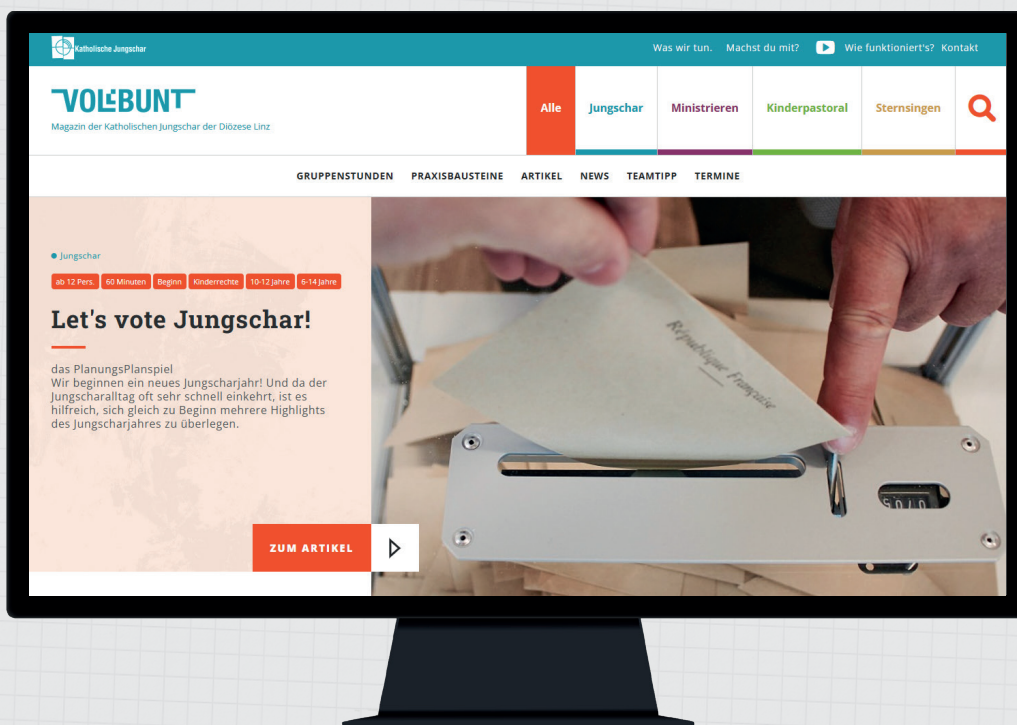 Katholische Jungschar
Was wir tun. Machst du mit? Wie funktioniert's? Kontakt
VOLLBUNT
Magazin der Katholischen Jungschar der Diözese Linz
Alle Jungschar Ministrieren Kinderpastoral Sternsingen
GRUPPENSTUNDEN PRAXISBAUSTEINE ARTIKEL NEWS TEAMTIPP TERMINE
Jungschar
ab 12 Pers. 60 Minuten Beginn Kinderrechte 10-12 Jahre 6-14 Jahre
Let's vote Jungschar!
das PlanungsPlanspiel
Wir beginnen ein neues Jungscharjahr! Und da der
Jungscharalltag oft sehr schnell einkehrt, ist es
hilfreich, sich gleich zu Beginn mehrere Highlights
des Jungscharjahres zu überlegen.
ZUM ARTIKEL
République Française